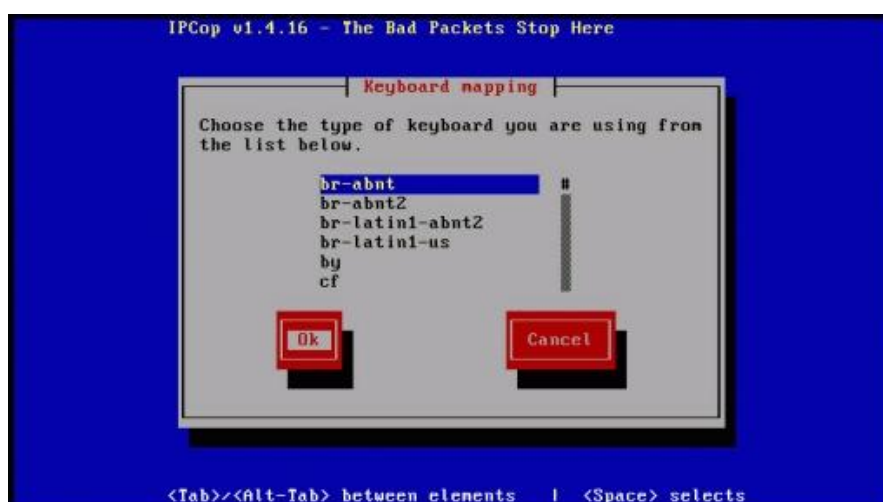 IPCop v1.4.16 - The Bad Packets Stop Here
Keyboard mapping
Choose the type of keyboard you are using from
the list below.
br-abnt #
br-abnt2
br-latin1-abnt2
br-latin1-us
by
cf
Ok Cancel
<Tab>/<Alt-Tab> between elements | <Space> selects